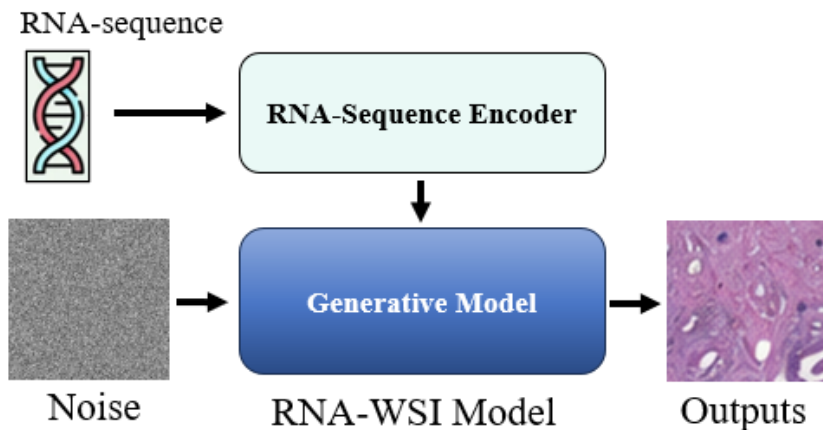 RNA-sequence
RNA-Sequence Encoder
Generative Model
Noise
RNA-WSI Model
Outputs